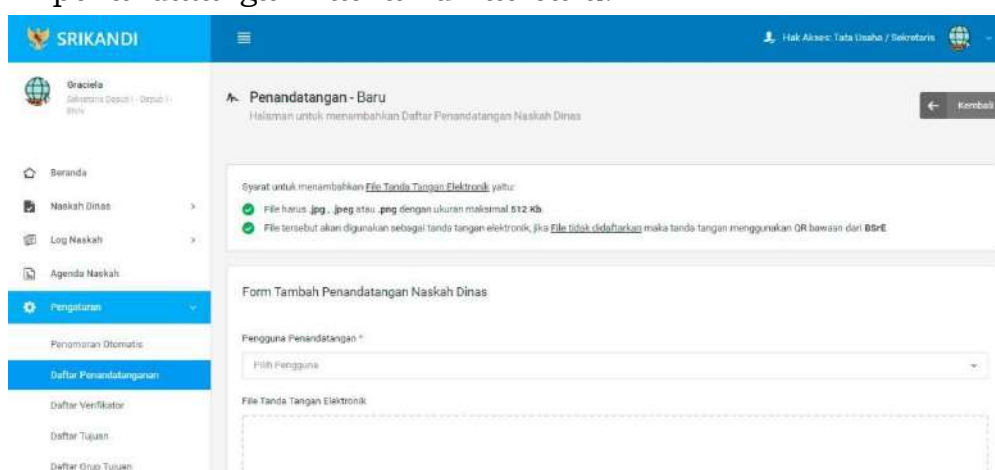 SRIKANDI
Hak Akses: Tata Usaha / Sekretaris
Graciela
Sekretaris Deputi I - Deputi I -
Penandatangan - Baru
Halaman untuk menambahkan Daftar Penandatangan Naskah Dinas
Kembali
Beranda
Naskah Dinas
Log Naskah
Agenda Naskah
Pengaturan
Penomoran Otomatis
Daftar Penandatanganan
Daftar Verifikator
Daftar Tujuan
Daftar Grup Tujuan
Syarat untuk menambahkan File Tanda Tangan Elektronik yaitu:
File harus .jpg, .jpeg atau .png dengan ukuran maksimal 512 Kb
File tersebut akan digunakan sebagai tanda tangan elektronik, jika File tidak didaftarkan maka tanda tangan menggunakan QR bawaan dari BSrE
Form Tambah Penandatangan Naskah Dinas
Pengguna Penandatangan *
Pilih Pengguna
File Tanda Tangan Elektronik